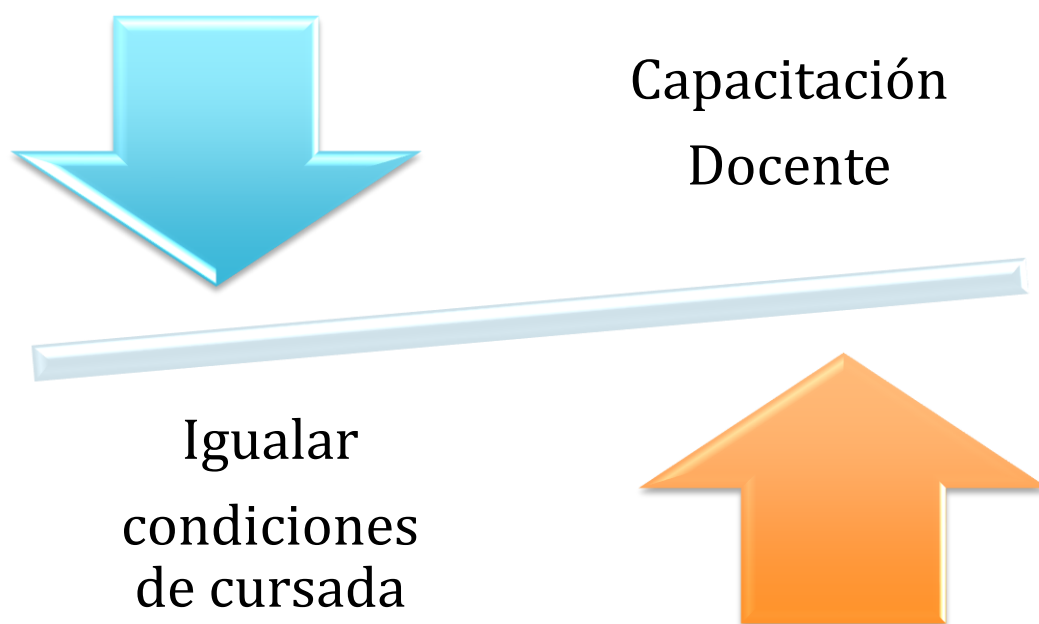 Capacitación
Docente
Igualar
condiciones
de cursada